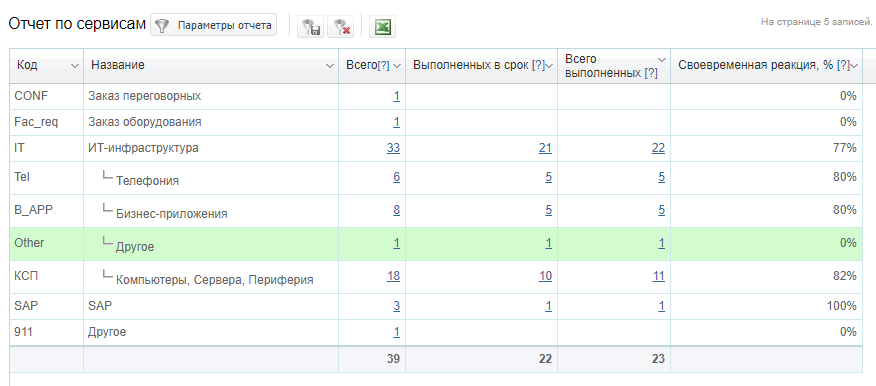 Отчет по сервисам Параметры отчета На странице 5 записей.
Код Название Всего[?] Выполненных в срок [?] Всего выполненных [?] Своевременная реакция, % [?]
CONF Заказ переговорных 1 0%
Fac_req Заказ оборудования 1 0%
IT ИТ-инфраструктура 33 21 22 77%
Tel Телефония 6 5 5 80%
B_APP Бизнес-приложения 8 5 5 80%
Other Другое 1 1 1 0%
КСП Компьютеры, Сервера, Периферия 18 10 11 82%
SAP SAP 3 1 1 100%
911 Другое 1 0%
39 22 23